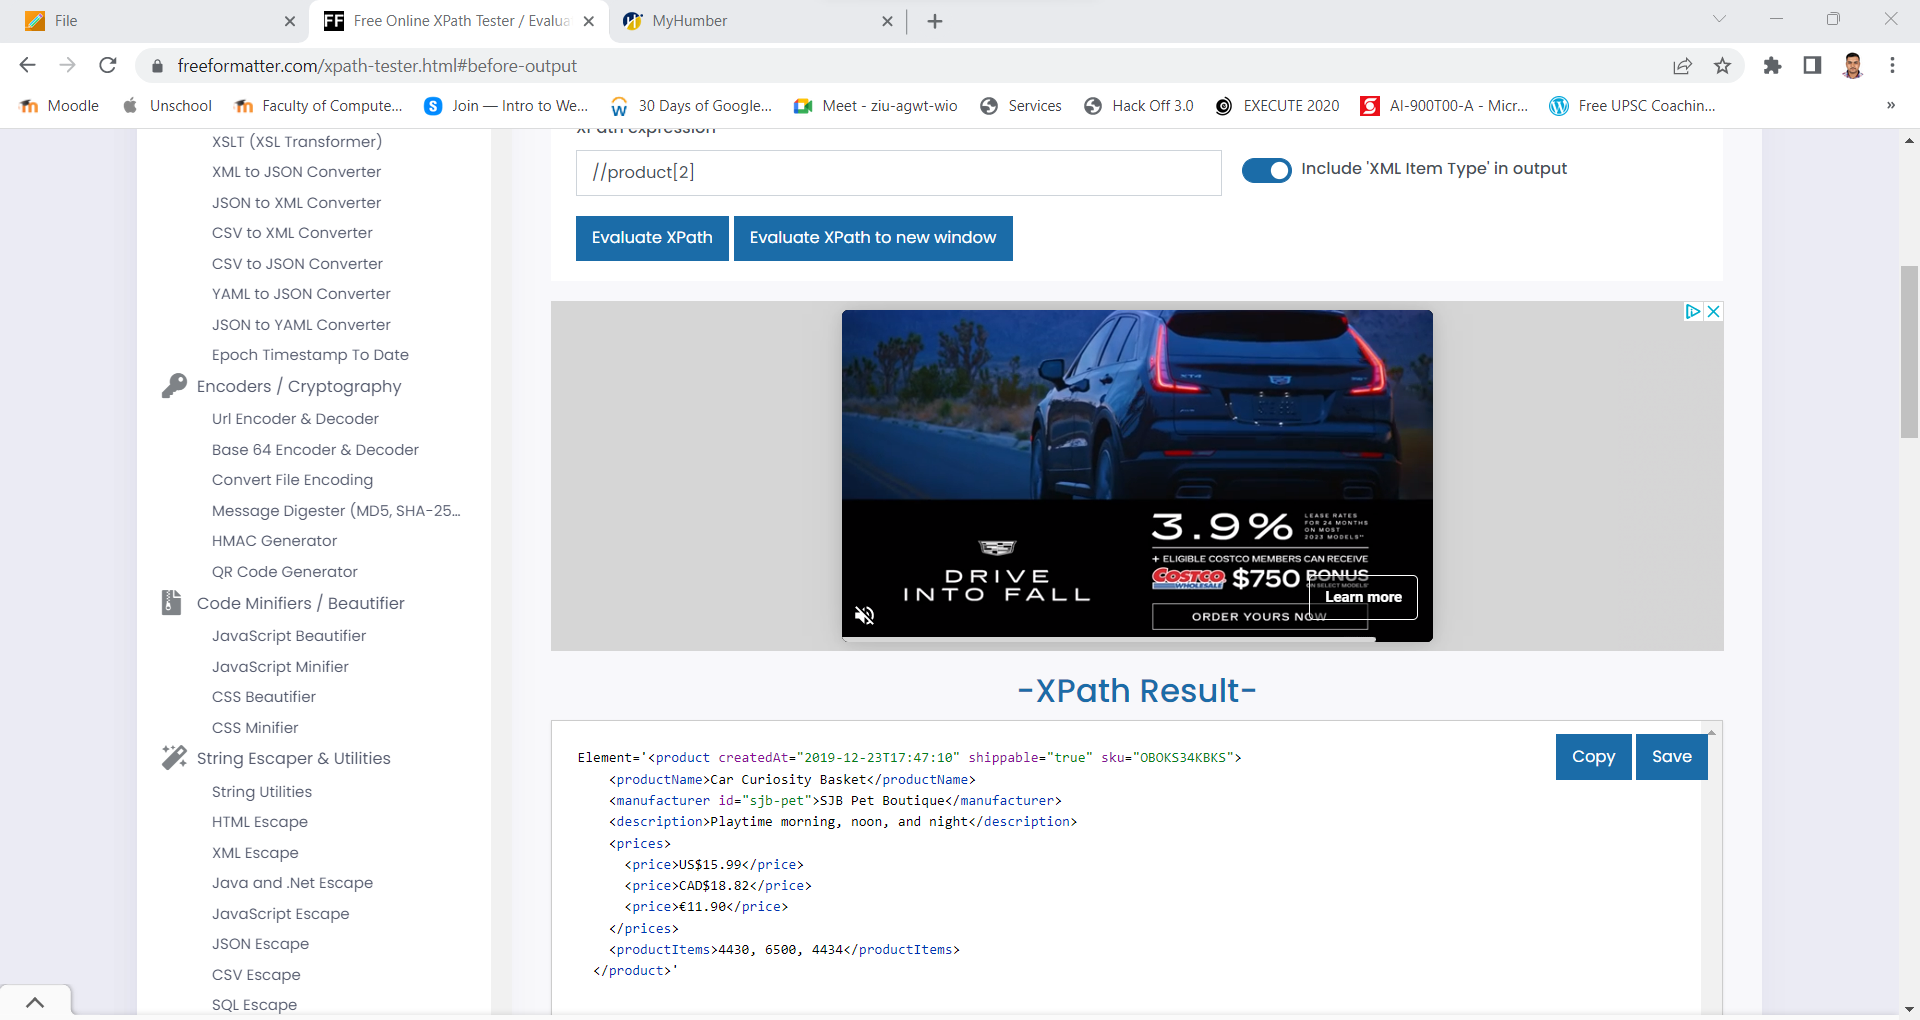 File
Free Online XPath Tester / Evalua
MyHumber
freeformatter.com/xpath-tester.html#before-output
Moodle
Unschool
Faculty of Compute...
Join — Intro to We...
30 Days of Google...
Meet - ziu-agwt-wio
Services
Hack Off 3.0
EXECUTE 2020
AI-900T00-A - Micr...
Free UPSC Coachin...
»
XSLT (XSL Transformer)
XML to JSON Converter
JSON to XML Converter
CSV to XML Converter
CSV to JSON Converter
YAML to JSON Converter
JSON to YAML Converter
Epoch Timestamp To Date
Encoders / Cryptography
Url Encoder & Decoder
Base 64 Encoder & Decoder
Convert File Encoding
Message Digester (MD5, SHA-25...
HMAC Generator
QR Code Generator
Code Minifiers / Beautifier
JavaScript Beautifier
JavaScript Minifier
CSS Beautifier
CSS Minifier
String Escaper & Utilities
String Utilities
HTML Escape
XML Escape
Java and .Net Escape
JavaScript Escape
JSON Escape
CSV Escape
SQL Escape
XPath expression
//product[2]
Include 'XML Item Type' in output
Evaluate XPath
Evaluate XPath to new window
DRIVE
INTO FALL
3.9%
LEASE RATES
FOR 24 MONTHS
ON MOST
2023 MODELS**
+ ELIGIBLE COSTCO MEMBERS CAN RECEIVE
COSTCO
WHOLESALE
$750 BONUS
ON SELECT MODELS
Learn more
ORDER YOURS NOW
-XPath Result-
Copy
Save
Element='<product createdAt="2019-12-23T17:47:10" shippable="true" sku="OBOKS34KBKS">
<productName>Car Curiosity Basket</productName>
<manufacturer id="sjb-pet">SJB Pet Boutique</manufacturer>
<description>Playtime morning, noon, and night</description>
<prices>
<price>US$15.99</price>
<price>CAD$18.82</price>
<price>€11.90</price>
</prices>
<productItems>4430, 6500, 4434</productItems>
</product>'